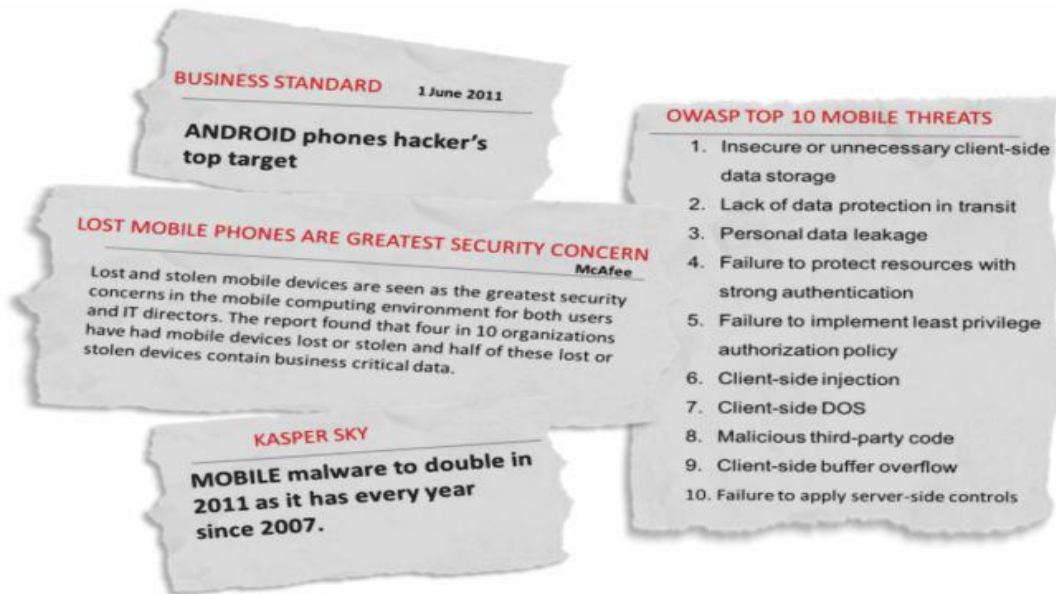 BUSINESS STANDARD 1 June 2011
ANDROID phones hacker's
top target
LOST MOBILE PHONES ARE GREATEST SECURITY CONCERN
McAfee
Lost and stolen mobile devices are seen as the greatest security
concerns in the mobile computing environment for both users
and IT directors. The report found that four in 10 organizations
have had mobile devices lost or stolen and half of these lost or
stolen devices contain business critical data.
KASPER SKY
MOBILE malware to double in
2011 as it has every year
since 2007.
OWASP TOP 10 MOBILE THREATS
1. Insecure or unnecessary client-side
data storage
2. Lack of data protection in transit
3. Personal data leakage
4. Failure to protect resources with
strong authentication
5. Failure to implement least privilege
authorization policy
6. Client-side injection
7. Client-side DOS
8. Malicious third-party code
9. Client-side buffer overflow
10. Failure to apply server-side controls